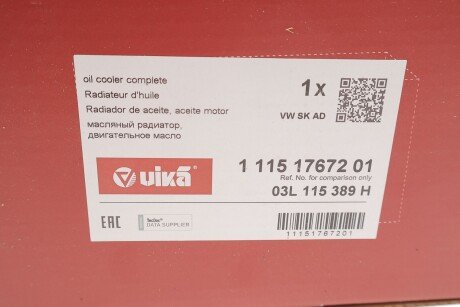 oil cooler complete
Radiateur d'huile
Radiador de aceite, aceite motor
масляный радиатор,
двигательное масло
1x
VW SK AD
vika
1 115 17672 01
Ref. No. for comparison only
03L 115 389 H
EAC
TecDoc
DATA SUPPLIER
11151767201